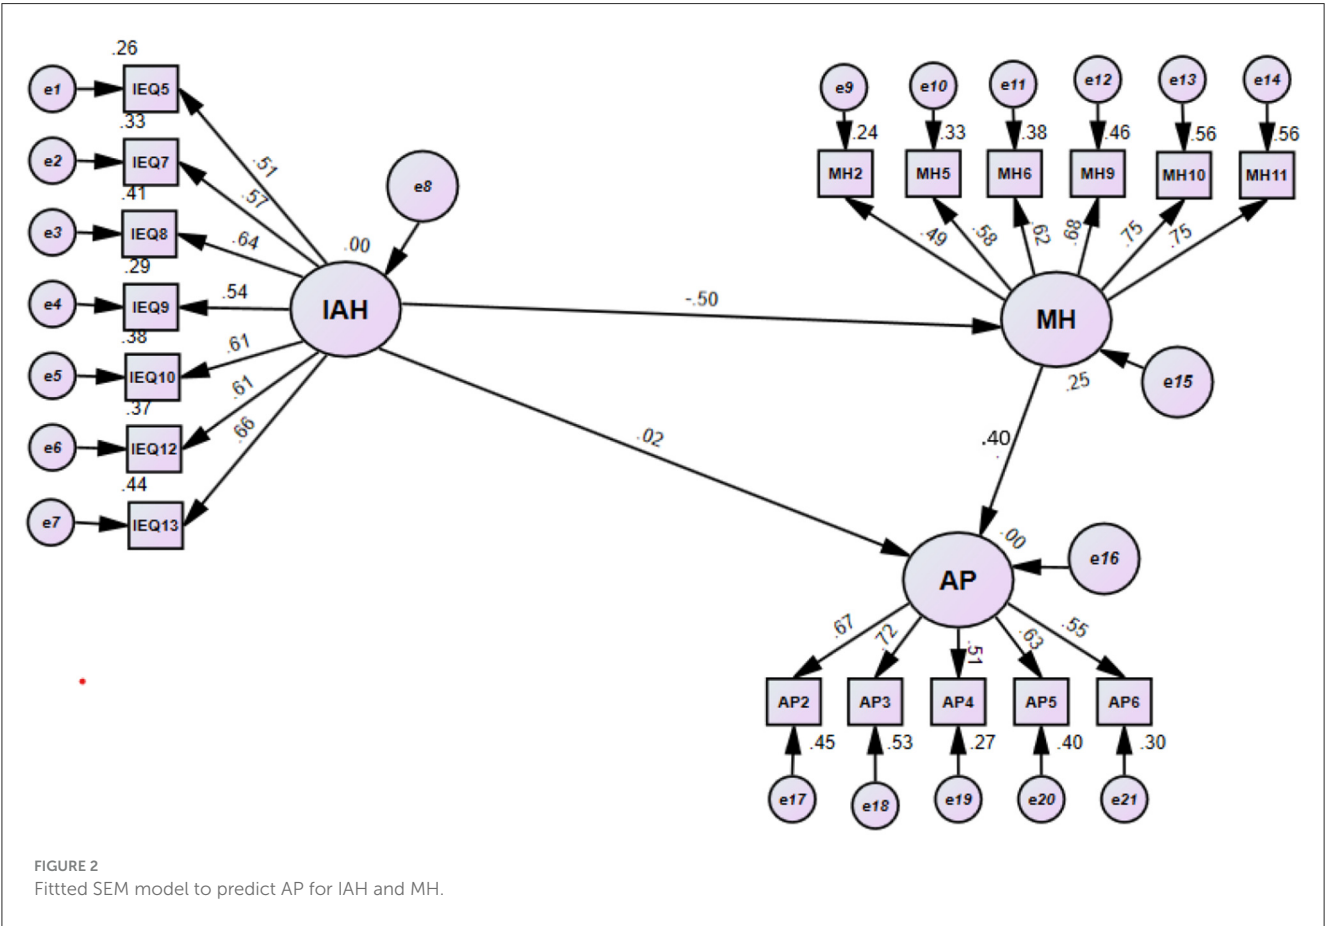 .26
e1
IEQ5
.33
e2
IEQ7
.41
e3
IEQ8
.29
e4
IEQ9
.38
e5
IEQ10
.37
e6
IEQ12
.44
e7
IEQ13
.51
.57
.64
.54
.61
.61
.66
e8
.00
IAH
-.50
.02
e9
e10
e11
e12
e13
e14
.24
.33
.38
.46
.56
.56
MH2
MH5
MH6
MH9
MH10
MH11
.49
.58
.62
.68
.75
.75
MH
.25
e15
.40
.00
e16
AP
.67
.72
.51
.63
.55
AP2
AP3
AP4
AP5
AP6
.45
.53
.27
.40
.30
e17
e18
e19
e20
e21
FIGURE 2
Fitttted SEM model to predict AP for IAH and MH.